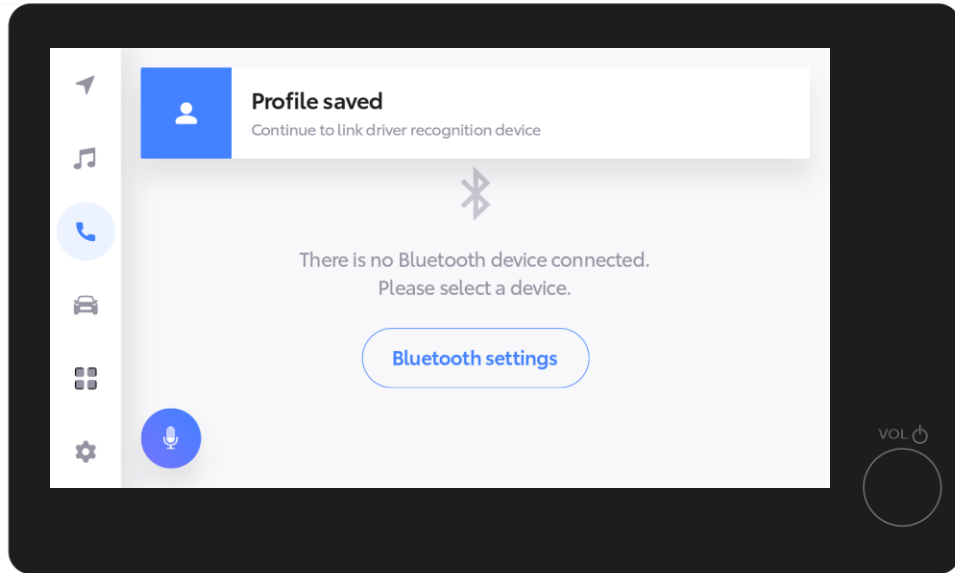 Profile saved
Continue to link driver recognition device
There is no Bluetooth device connected.
Please select a device.
Bluetooth settings
VOL